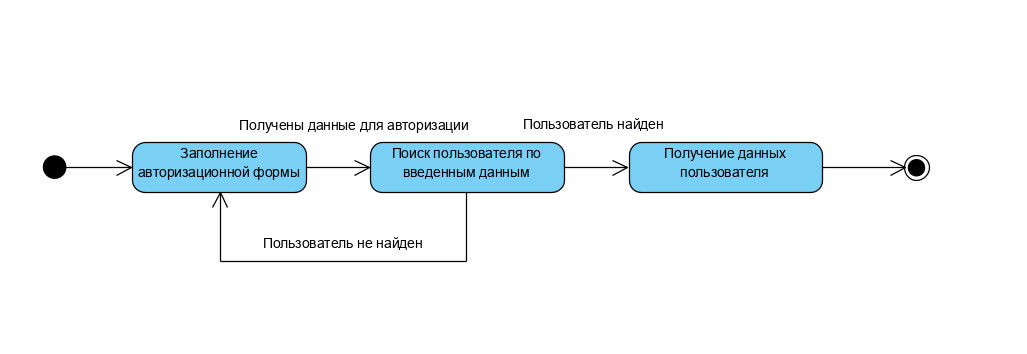 Получены данные для авторизации
Пользователь найден
Заполнение
авторизационной формы
Поиск пользователя по
введенным данным
Получение данных
пользователя
Пользователь не найден